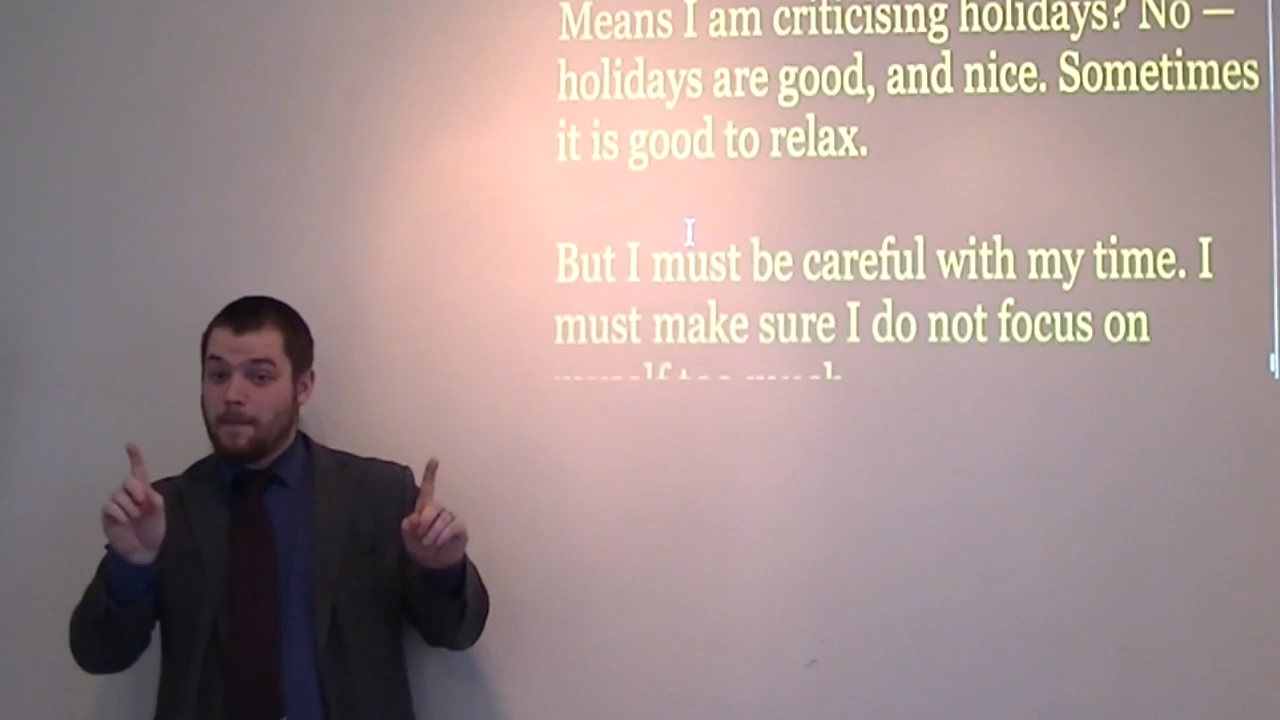 Means I am criticising holidays? No —
holidays are good, and nice. Sometimes
it is good to relax.
But I must be careful with my time. I
must make sure I do not focus on